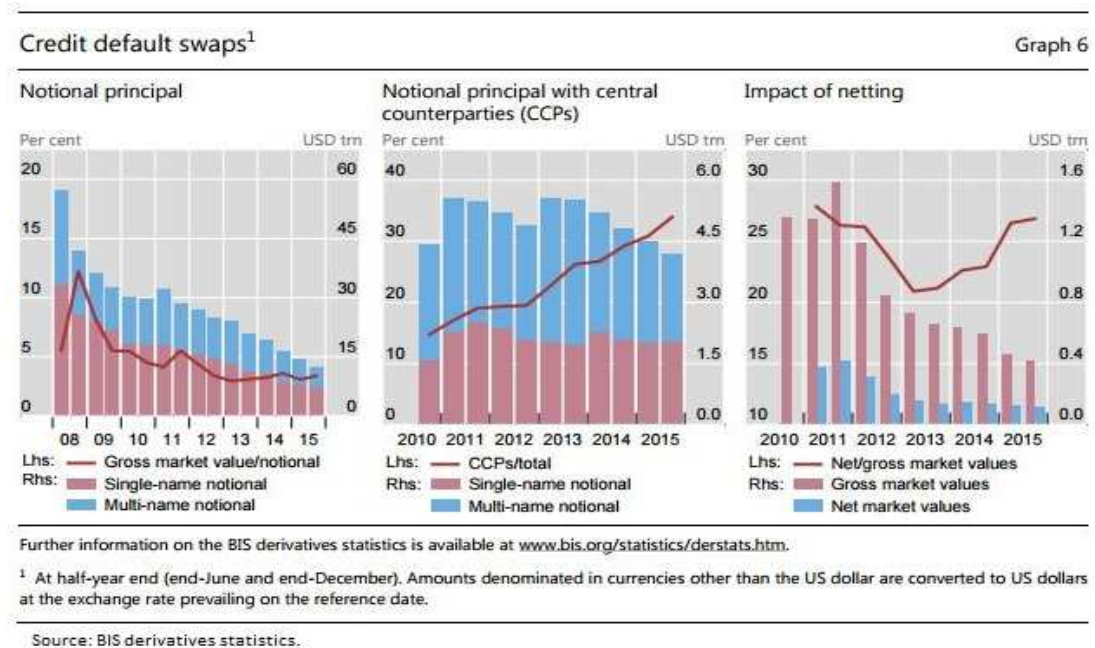 Credit default swaps¹
Graph 6
Notional principal
Per cent USD trn
20 60
15 45
10 30
5 15
0 0
08 09 10 11 12 13 14 15
Lhs: Gross market value/notional
Rhs: Single-name notional
Multi-name notional
Notional principal with central
counterparties (CCPs)
Per cent USD trn
40 6.0
30 4.5
20 3.0
10 1.5
0 0.0
2010 2011 2012 2013 2014 2015
Lhs: CCPs/total
Rhs: Single-name notional
Multi-name notional
Impact of netting
Per cent USD trn
30 1.6
25 1.2
20 0.8
15 0.4
10 0.0
2010 2011 2012 2013 2014 2015
Lhs: Net/gross market values
Rhs: Gross market values
Net market values
Further information on the BIS derivatives statistics is available at www.bis.org/statistics/derstats.htm.
¹ At half-year end (end-June and end-December). Amounts denominated in currencies other than the US dollar are converted to US dollars
at the exchange rate prevailing on the reference date.
Source: BIS derivatives statistics.